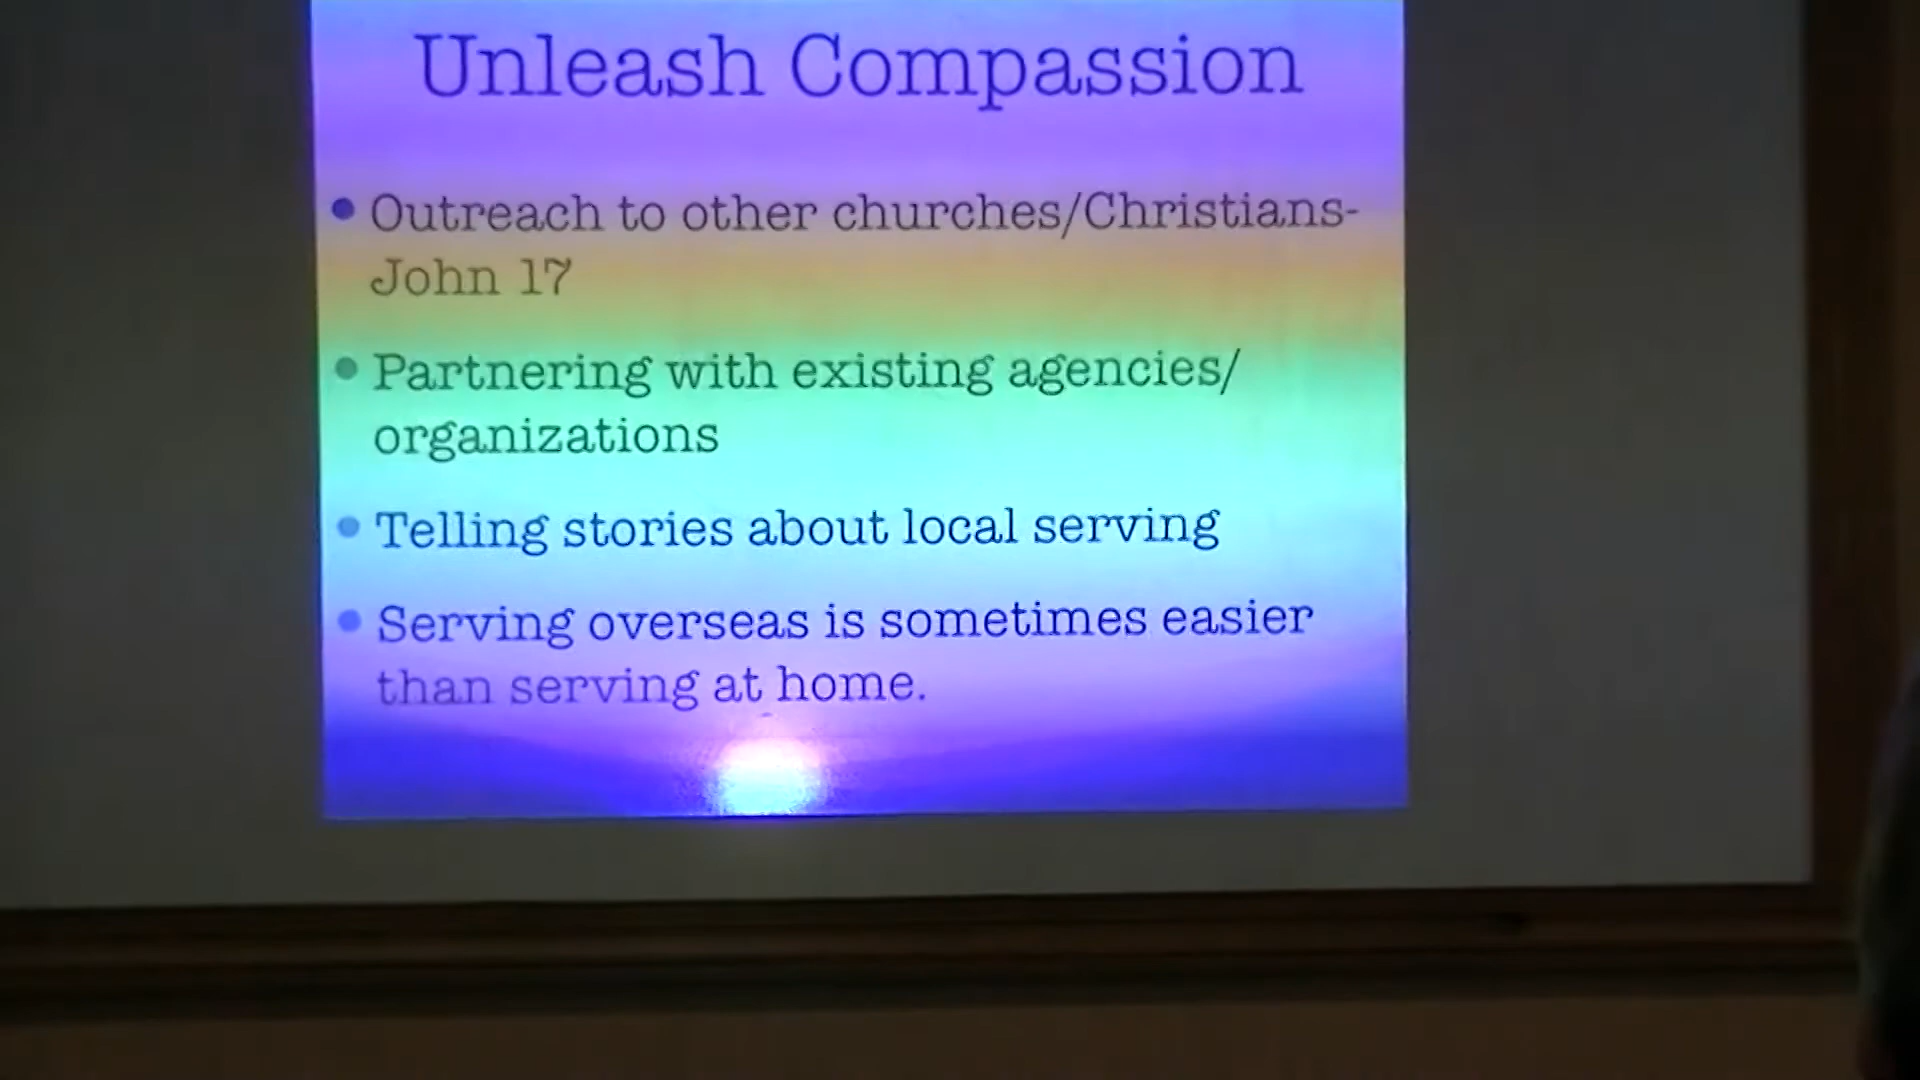 Unleash Compassion
• Outreach to other churches/Christians-
John 17
• Partnering with existing agencies/
organizations
• Telling stories about local serving
• Serving overseas is sometimes easier
than serving at home.